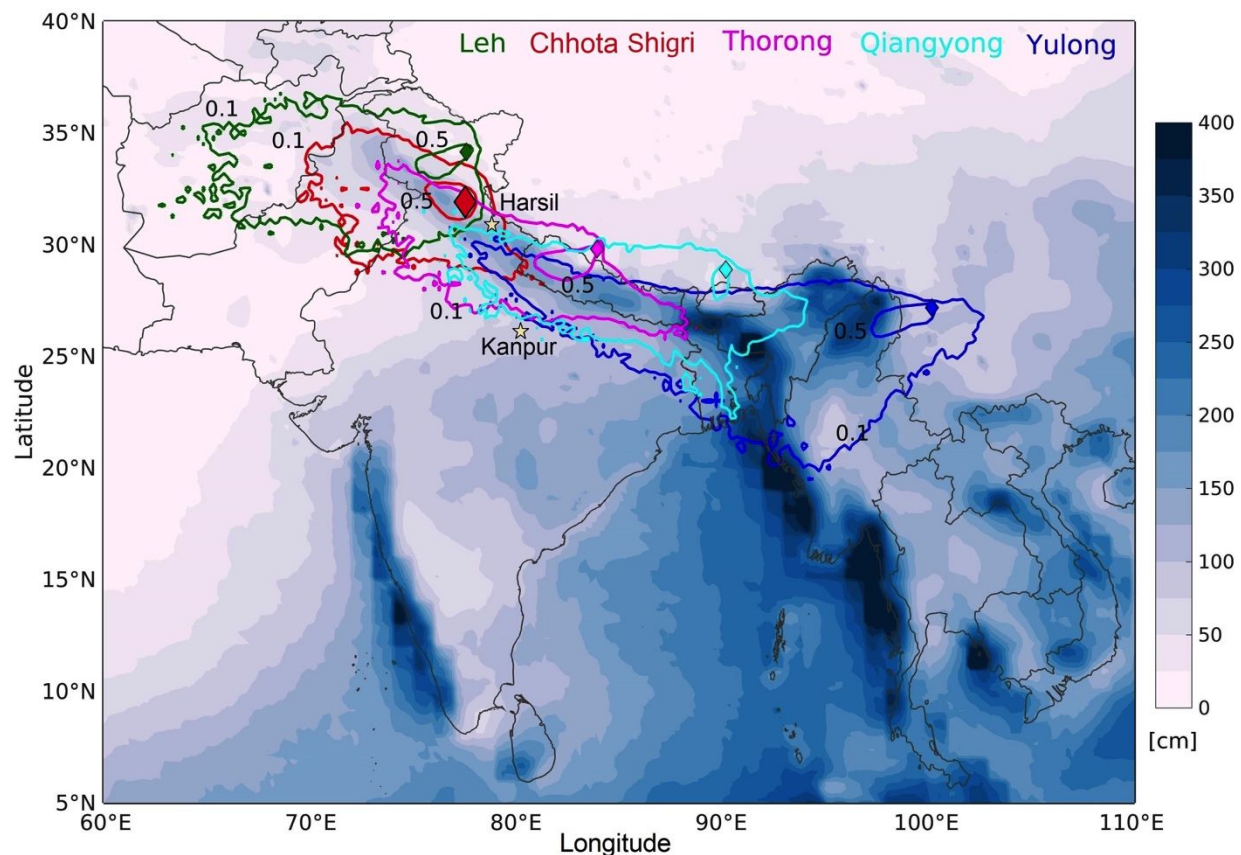 40°N
Leh Chhota Shigri Thorong Qiangyong Yulong
0.1
35°N
0.1
0.5
400
350
0.5
Harsil
30°N
300
0.5
0.1
0.5
250
Kanpur
25°N
200
0.1
20°N
150
15°N
100
50
10°N
0
[cm]
5°N
60°E 70°E 80°E 90°E 100°E 110°E
Latitude
Longitude